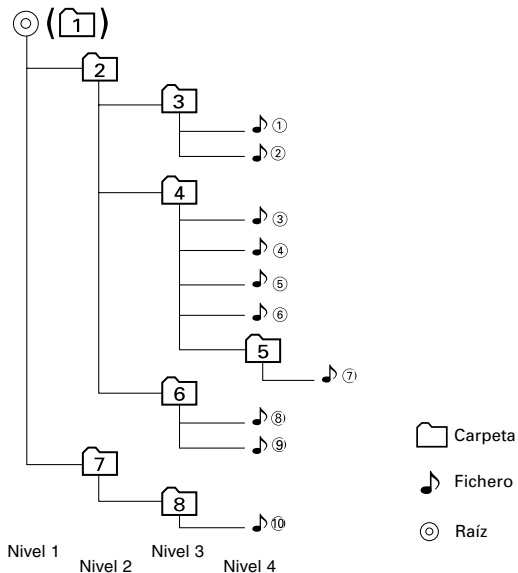 (1)
2
3
①
②
4
③
④
⑤
⑥
5
⑦
6
⑧
⑨
7
8
⑩
Carpeta
Fichero
Raíz
Nivel 1
Nivel 2
Nivel 3
Nivel 4